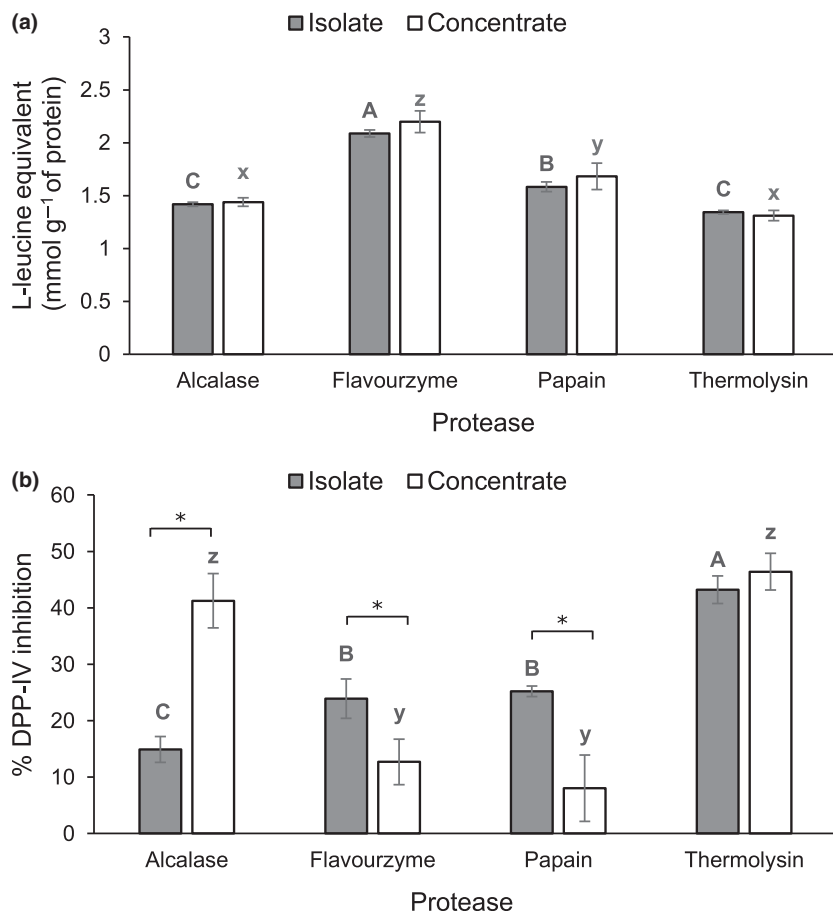 (a)
Isolate Concentrate
L-leucine equivalent
(mmol g⁻¹ of protein)
3
2.5
2
1.5
1
0.5
0
C x A z B y C x
Alcalase Flavourzyme Papain Thermolysin
Protease
(b)
Isolate Concentrate
% DPP-IV inhibition
60
50
40
30
20
10
0
* * *
C z B y B y A z
Alcalase Flavourzyme Papain Thermolysin
Protease